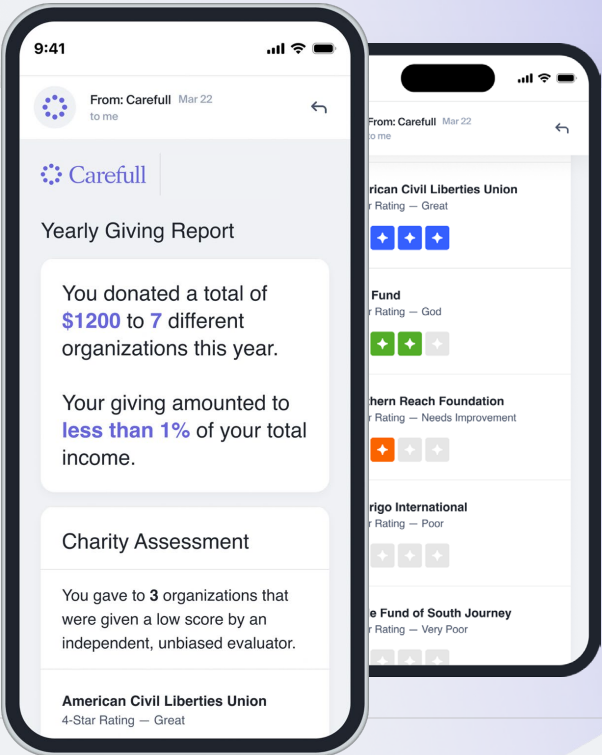 9:41
From: Carefull Mar 22
to me
Carefull
Yearly Giving Report
You donated a total of
$1200 to 7 different
organizations this year.
Your giving amounted to
less than 1% of your total
income.
Charity Assessment
You gave to 3 organizations that
were given a low score by an
independent, unbiased evaluator.
American Civil Liberties Union
4-Star Rating — Great
From: Carefull Mar 22
to me
rican Civil Liberties Union
r Rating — Great
Fund
r Rating — God
hern Reach Foundation
r Rating — Needs Improvement
rigo International
r Rating — Poor
e Fund of South Journey
r Rating — Very Poor